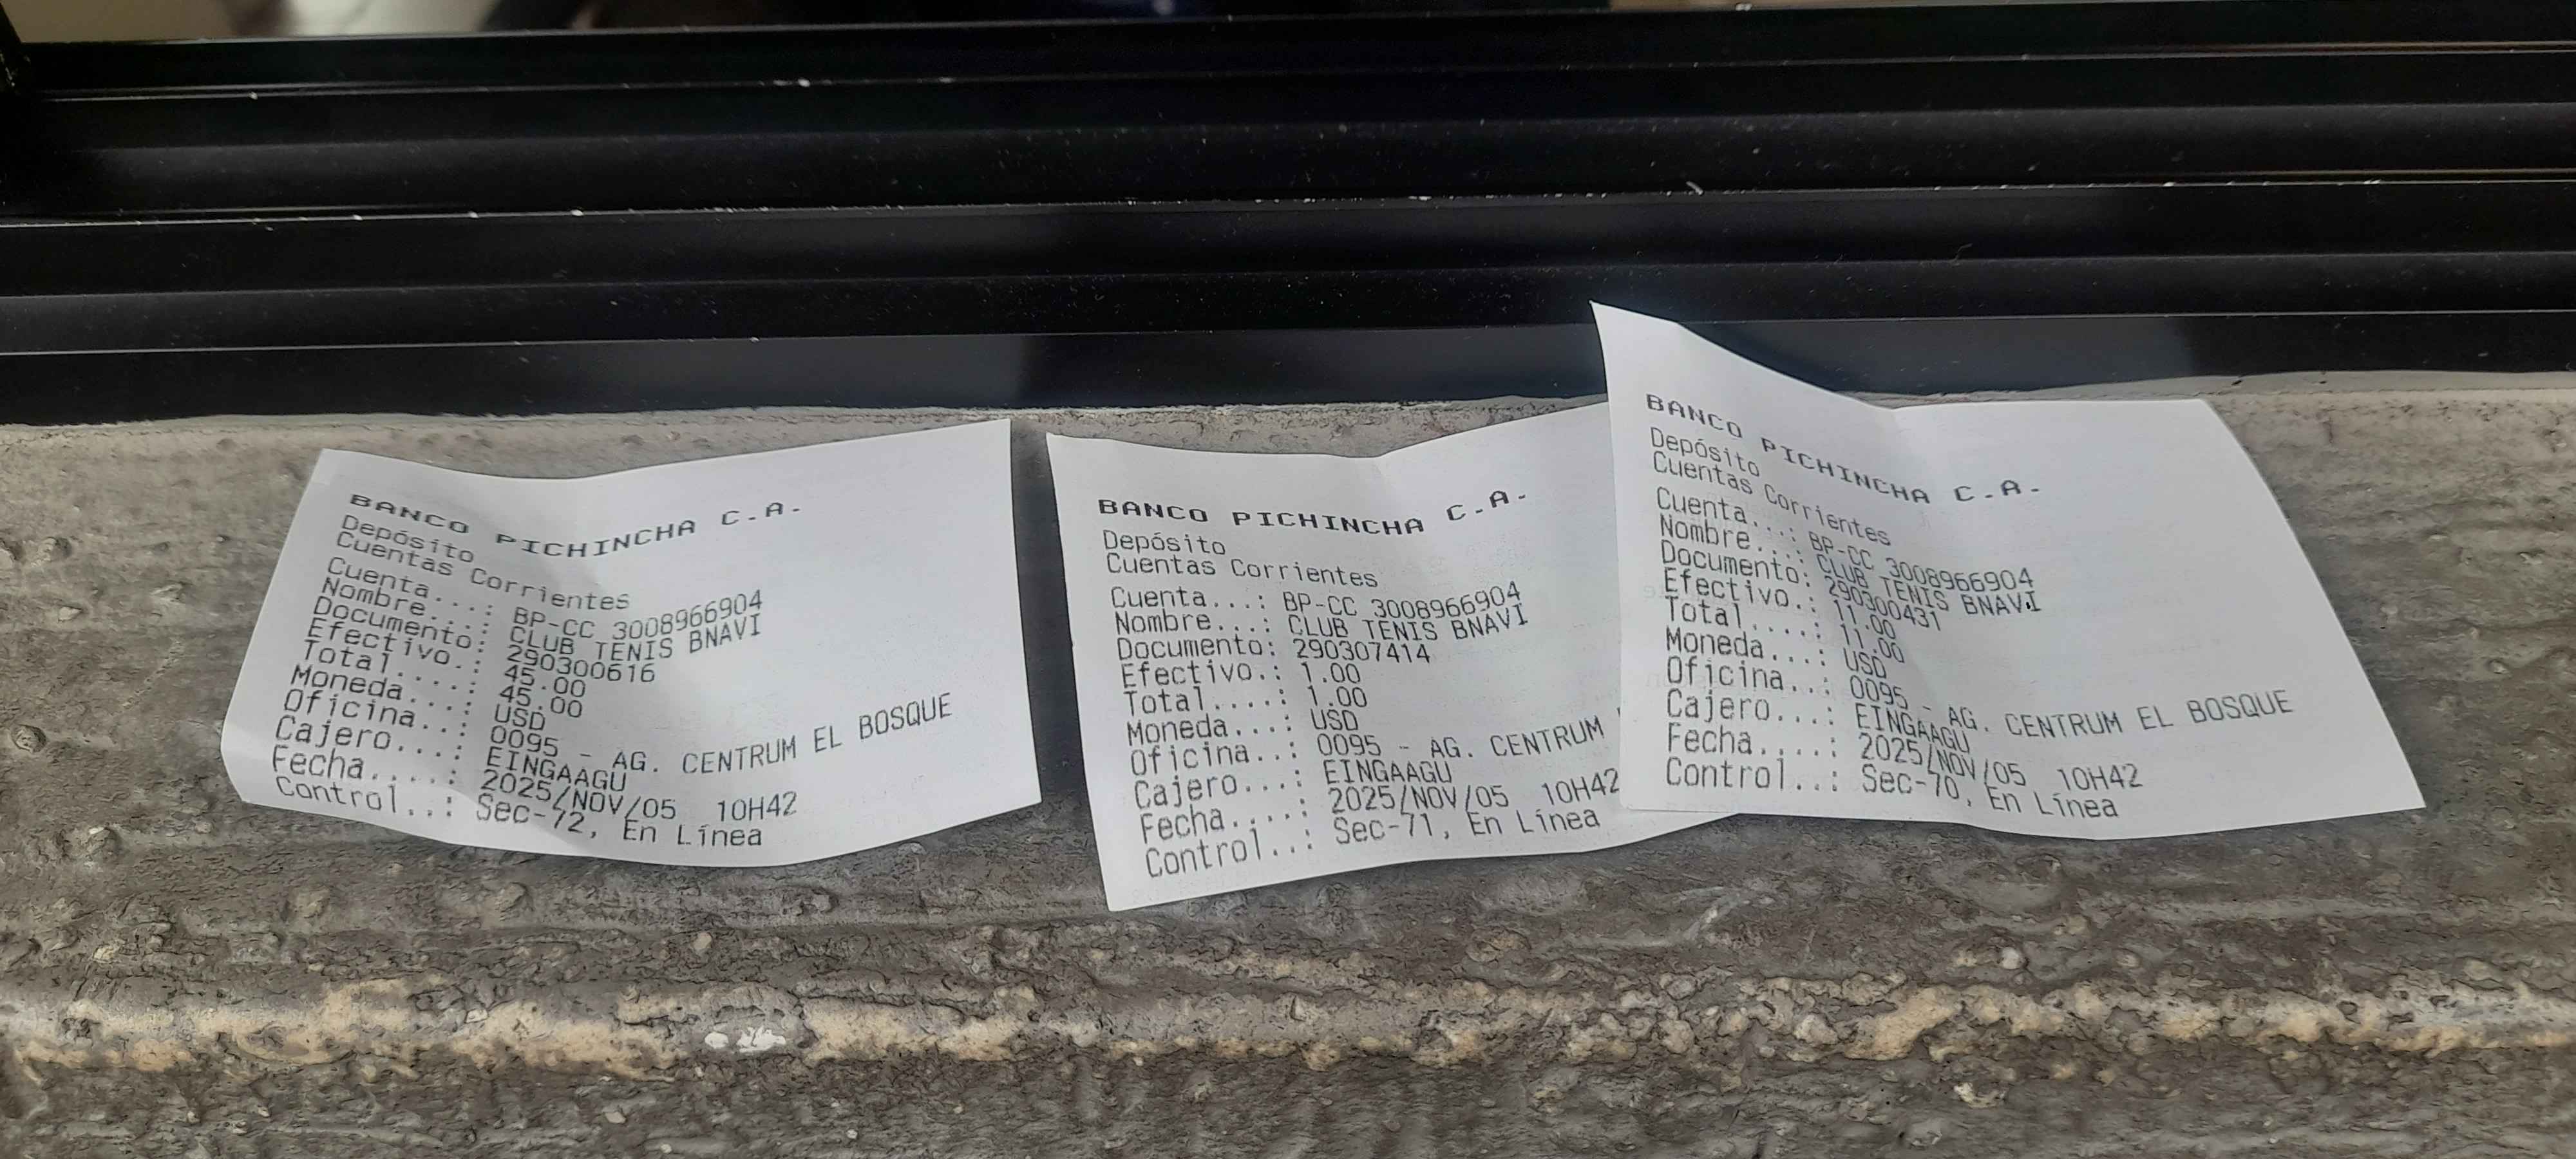 BANCO PICHINCHA C.A.
Depósito
Cuentas Corrientes
Cuenta...: BP-CC 3008966904
Nombre...: CLUB TENIS BNAVI
Documento: 290300616
Efectivo.: 45.00
Total....: 45.00
Moneda...: USD
Oficina..: 0095 - AG. CENTRUM EL BOSQUE
Cajero...: EINGAAGU
Fecha....: 2025/NOV/05 10H42
Control..: Sec-72, En Línea
BANCO PICHINCHA C.A.
Depósito
Cuentas Corrientes
Cuenta...: BP-CC 3008966904
Nombre...: CLUB TENIS BNAVI
Documento: 290307414
Efectivo.: 1.00
Total....: 1.00
Moneda...: USD
Oficina..: 0095 - AG. CENTRUM
Cajero...: EINGAAGU
Fecha....: 2025/NOV/05 10H42
Control..: Sec-71, En Línea
BANCO PICHINCHA C.A.
Depósito
Cuentas Corrientes
Cuenta...: BP-CC 3008966904
Nombre...: CLUB TENIS BNAVI
Documento: 290300431
Efectivo.: 11.00
Total....: 11.00
Moneda...: USD
Oficina..: 0095 - AG. CENTRUM EL BOSQUE
Cajero...: EINGAAGU
Fecha....: 2025/NOV/05 10H42
Control..: Sec-70, En Línea